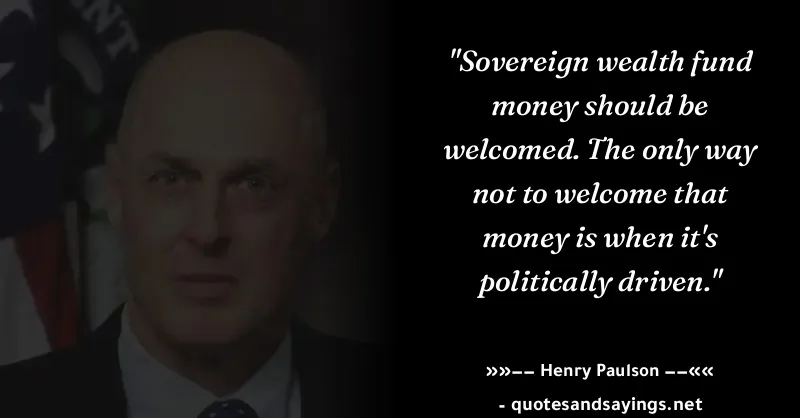 "Sovereign wealth fund
money should be
welcomed. The only way
not to welcome that
money is when it's
politically driven."
»»−− Henry Paulson −−««
- quotesandsayings.net